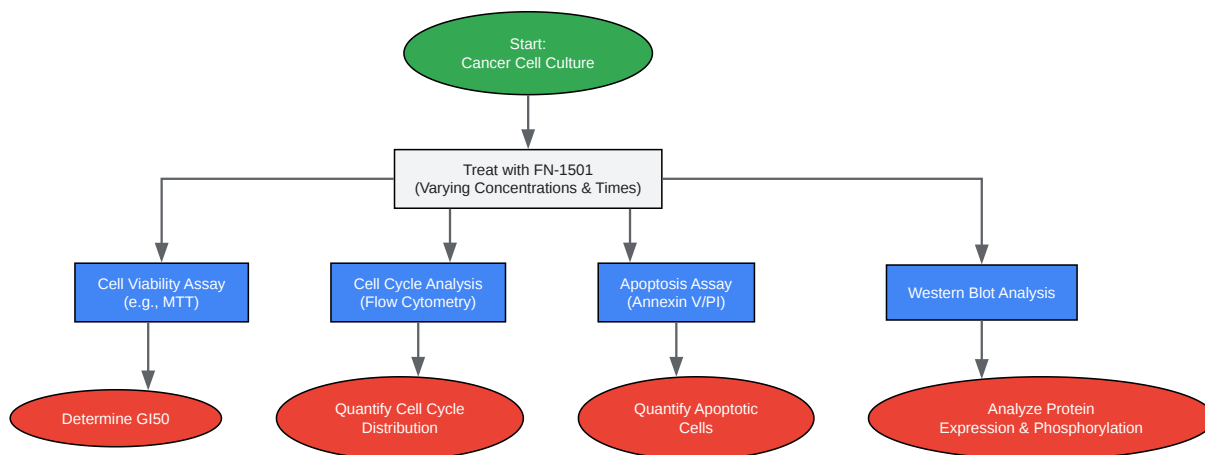 Start:
Cancer Cell Culture
Treat with FN-1501
(Varying Concentrations & Times)
Cell Viability Assay
(e.g., MTT)
Cell Cycle Analysis
(Flow Cytometry)
Apoptosis Assay
(Annexin V/PI)
Western Blot Analysis
Determine GI50
Quantify Cell Cycle
Distribution
Quantify Apoptotic
Cells
Analyze Protein
Expression & Phosphorylation